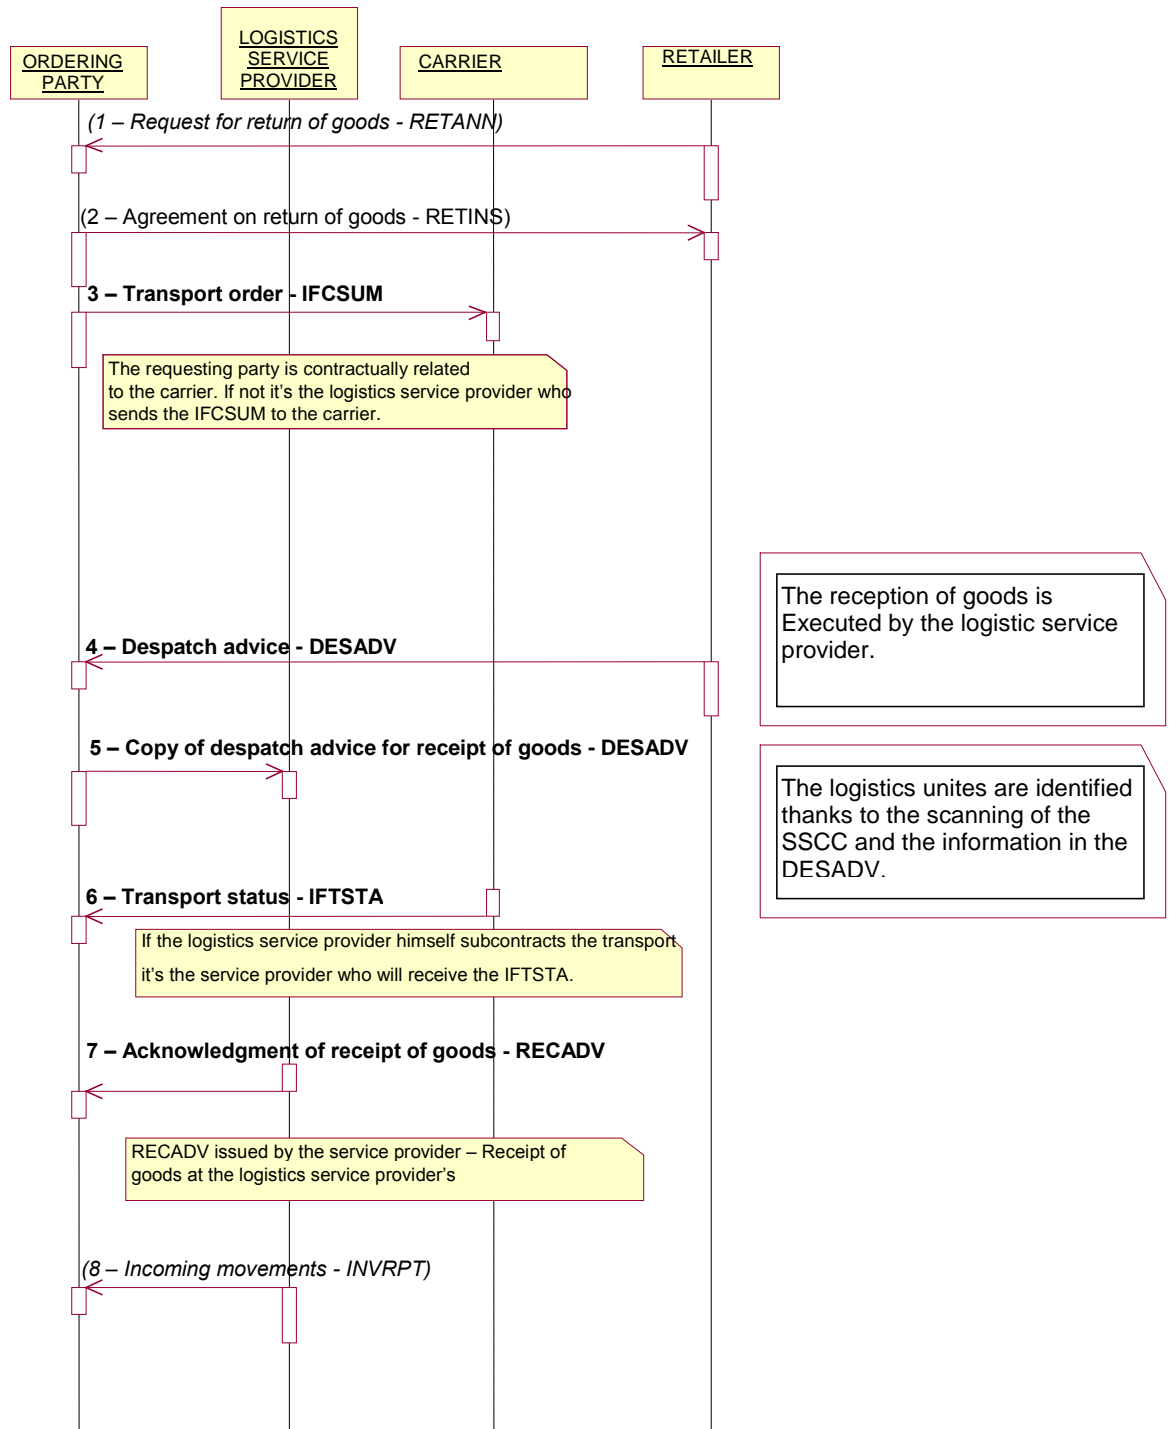 ORDERING
PARTY
LOGISTICS
SERVICE
PROVIDER
CARRIER
RETAILER
(1 – Request for return of goods - RETANN)
(2 – Agreement on return of goods - RETINS)
3 – Transport order - IFCSUM
The requesting party is contractually related
to the carrier. If not it's the logistics service provider who
sends the IFCSUM to the carrier.
The reception of goods is
Executed by the logistic service
provider.
4 – Despatch advice - DESADV
5 – Copy of despatch advice for receipt of goods - DESADV
The logistics unites are identified
thanks to the scanning of the
SSCC and the information in the
DESADV.
6 – Transport status - IFTSTA
If the logistics service provider himself subcontracts the transport
it's the service provider who will receive the IFTSTA.
7 – Acknowledgment of receipt of goods - RECADV
RECADV issued by the service provider – Receipt of
goods at the logistics service provider's
(8 – Incoming movements - INVRPT)